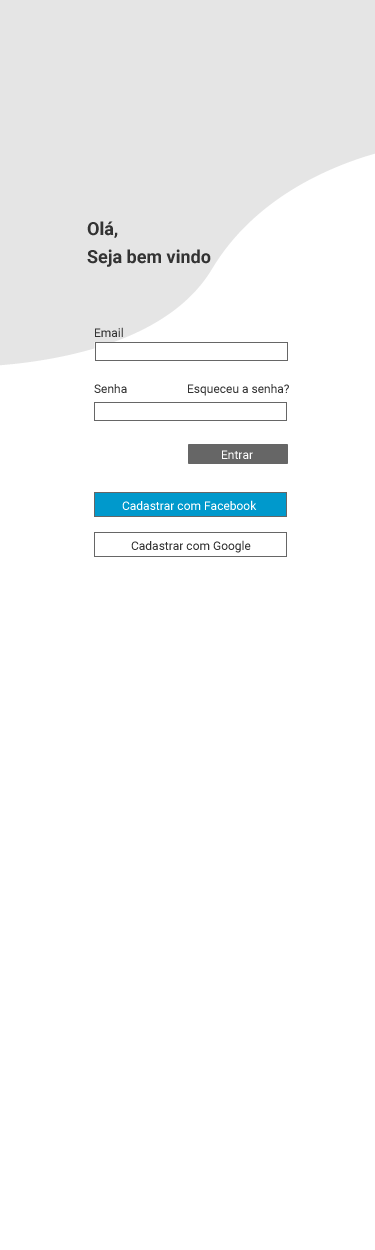 Olá,
Seja bem vindo
Email
Senha
Esqueceu a senha?
Entrar
Cadastrar com Facebook
Cadastrar com Google